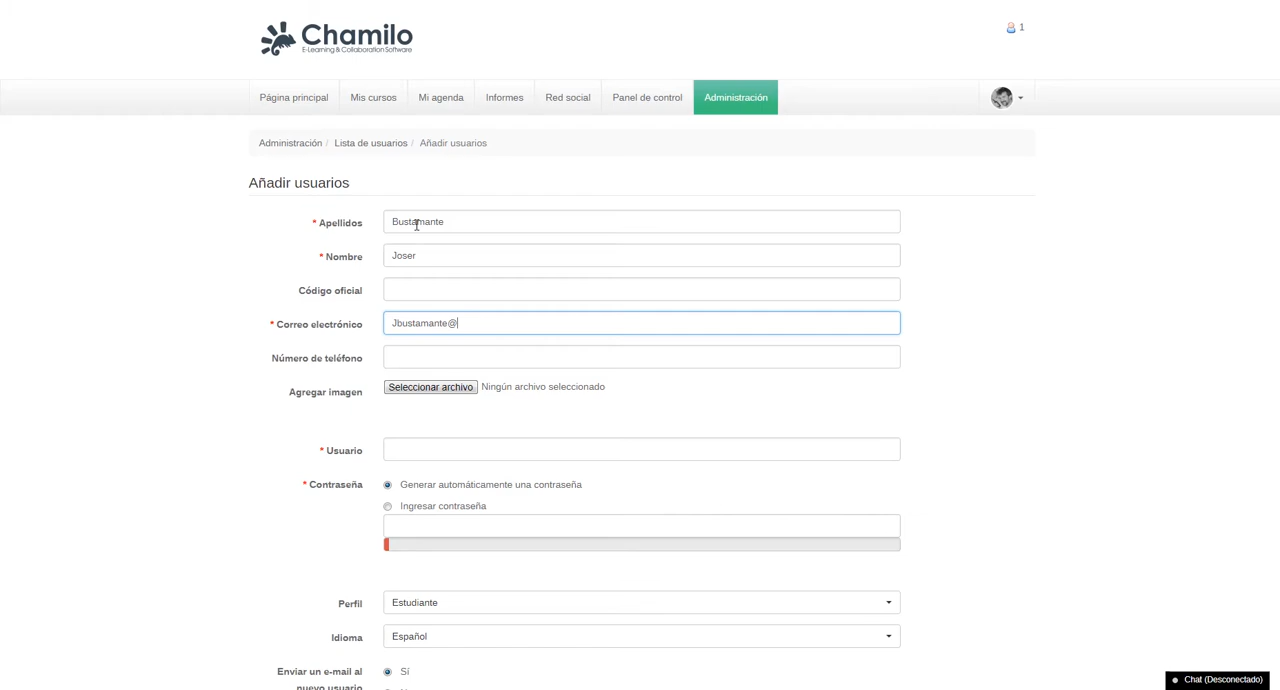 Chamilo
E-Learning & Collaboration Software
1
Página principal Mis cursos Mi agenda Informes Red social Panel de control Administración
Administración / Lista de usuarios / Añadir usuarios
Añadir usuarios
* Apellidos Bustamante
* Nombre Joser
Código oficial
* Correo electrónico Jbustamante@
Número de teléfono
Agregar imagen Seleccionar archivo Ningún archivo seleccionado
* Usuario
* Contraseña Generar automáticamente una contraseña
Ingresar contraseña
Perfil Estudiante
Idioma Español
Enviar un e-mail al Sí
nuevo usuario
Chat (Desconectado)